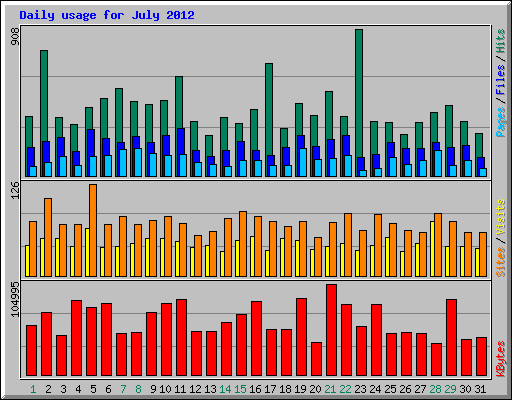 Daily usage for July 2012
908
Pages / Files / Hits
126
Sites / Visits
104995
KBytes
1 2 3 4 5 6 7 8 9 10 11 12 13 14 15 16 17 18 19 20 21 22 23 24 25 26 27 28 29 30 31